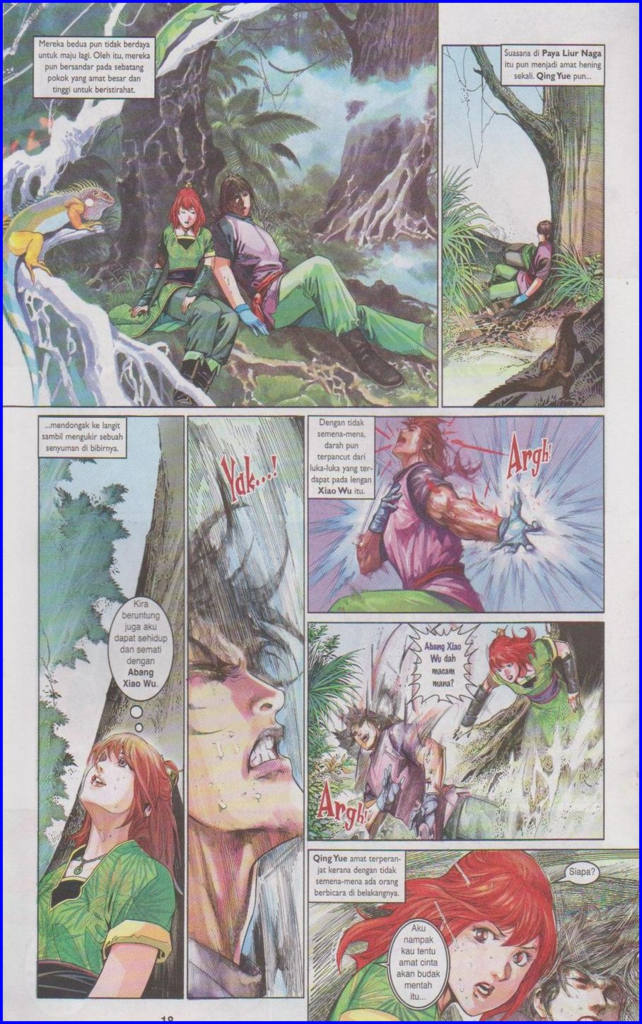 Mereka bedua pun tidak berdaya
untuk maju lagi. Oleh itu, mereka
pun bersandar pada sebatang
pokok yang amat besar dan
tinggi untuk beristirahat.
Suasana di Paya Liur Naga
itu pun menjadi amat hening
sekali. Qing Yue pun...
...mendongak ke langit
sambil mengukir sebuah
senyuman di bibirnya.
Kira
beruntung
juga aku
dapat sehidup
dan semati
dengan
Abang
Xiao Wu.
Yak...!
Dengan tidak
semena-mena,
darah pun
terpancut dari
luka-luka yang ter-
dapat pada lengan
Xiao Wu itu.
Argh!
Abang Xiao
Wu dah
macam
mana?
Argh!
Qing Yue amat terperan-
jat kerana dengan tidak
semena-mena ada orang
berbicara di belakangnya.
Siapa?
Aku
nampak
kau tentu
amat cinta
akan budak
mentah
itu...
18